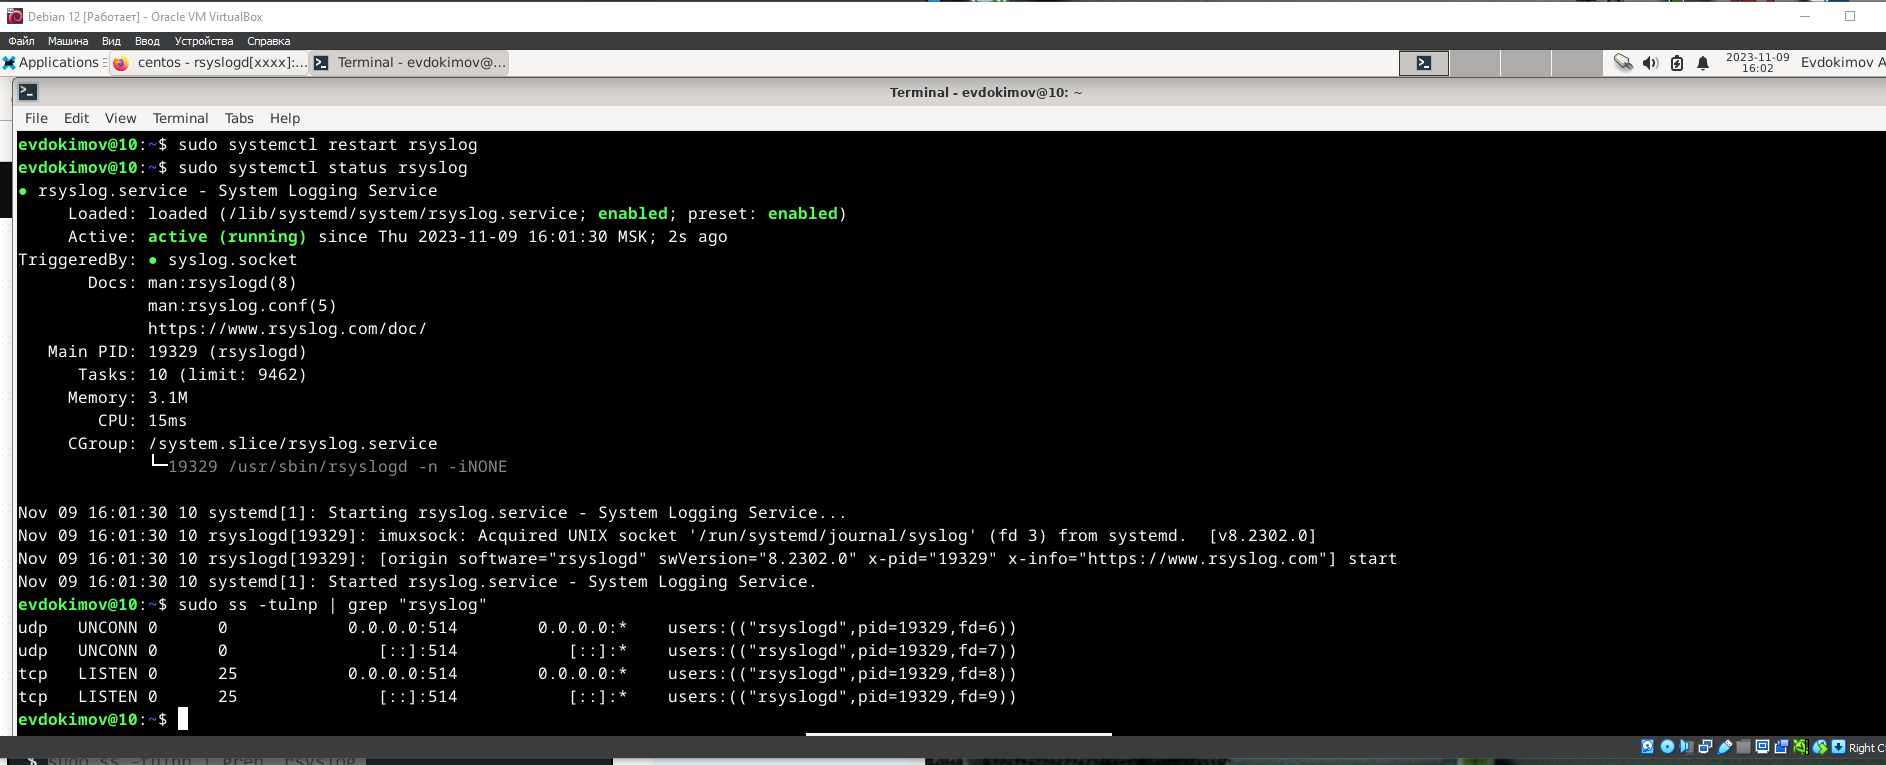 Debian 12 [Работает] - Oracle VM VirtualBox
Файл Машина Вид Ввод Устройства Справка
Applications centos - rsyslogd[xxxx]:... Terminal - evdokimov@... 2023-11-09 16:02 Evdokimov A
Terminal - evdokimov@10: ~
File Edit View Terminal Tabs Help
evdokimov@10:~$ sudo systemctl restart rsyslog
evdokimov@10:~$ sudo systemctl status rsyslog
● rsyslog.service - System Logging Service
Loaded: loaded (/lib/systemd/system/rsyslog.service; enabled; preset: enabled)
Active: active (running) since Thu 2023-11-09 16:01:30 MSK; 2s ago
TriggeredBy: ● syslog.socket
Docs: man:rsyslogd(8)
man:rsyslog.conf(5)
https://www.rsyslog.com/doc/
Main PID: 19329 (rsyslogd)
Tasks: 10 (limit: 9462)
Memory: 3.1M
CPU: 15ms
CGroup: /system.slice/rsyslog.service
└─19329 /usr/sbin/rsyslogd -n -iNONE
Nov 09 16:01:30 10 systemd[1]: Starting rsyslog.service - System Logging Service...
Nov 09 16:01:30 10 rsyslogd[19329]: imuxsock: Acquired UNIX socket '/run/systemd/journal/syslog' (fd 3) from systemd.  [v8.2302.0]
Nov 09 16:01:30 10 rsyslogd[19329]: [origin software="rsyslogd" swVersion="8.2302.0" x-pid="19329" x-info="https://www.rsyslog.com"] start
Nov 09 16:01:30 10 systemd[1]: Started rsyslog.service - System Logging Service.
evdokimov@10:~$ sudo ss -tulnp | grep "rsyslog"
udp   UNCONN 0      0            0.0.0.0:514        0.0.0.0:*    users:(("rsyslogd",pid=19329,fd=6))
udp   UNCONN 0      0               [::]:514           [::]:*    users:(("rsyslogd",pid=19329,fd=7))
tcp   LISTEN 0      25           0.0.0.0:514        0.0.0.0:*    users:(("rsyslogd",pid=19329,fd=8))
tcp   LISTEN 0      25              [::]:514           [::]:*    users:(("rsyslogd",pid=19329,fd=9))
evdokimov@10:~$
Right C